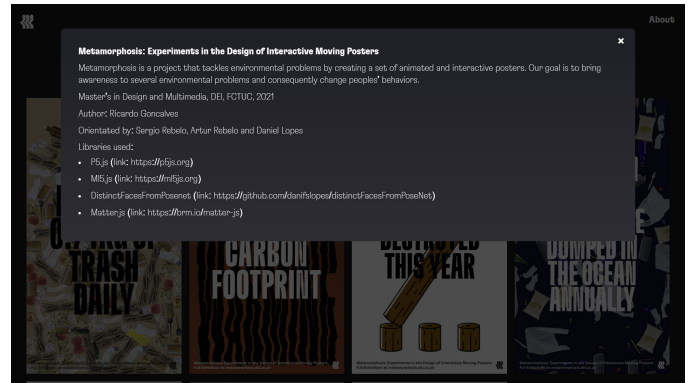 About
×
Metamorphosis: Experiments in the Design of Interactive Moving Posters
Metamorphosis is a project that tackles environmental problems by creating a set of animated and interactive posters. Our goal is to bring
awareness to several environmental problems and consequently change peoples' behaviors.
Master's in Design and Multimedia, DEI, FCTUC, 2021
Author: Ricardo Goncalves
Orientated by: Sergio Rebelo, Artur Rebelo and Daniel Lopes
Libraries used:
• P5.js (link: https://p5js.org)
• Ml5.js (link: https://ml5js.org)
• DistinctFacesFromPosenet (link: https://github.com/danifslopes/distinctFacesFromPoseNet)
• Matter.js (link: https://brm.io/matter-js)
TRASH
DAILY
CARBON
FOOTPRINT
DESTROYED
THIS YEAR
DUMPED IN
THE OCEAN
ANNUALLY